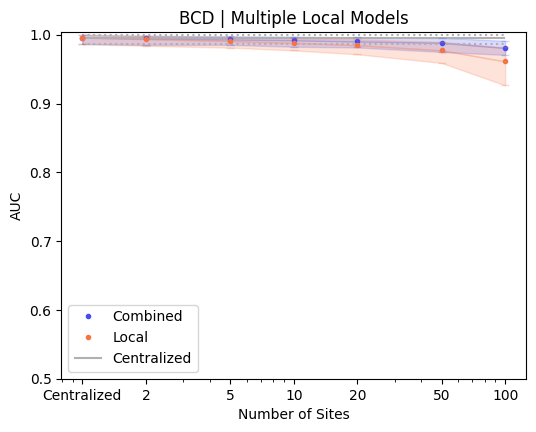 BCD | Multiple Local Models
AUC
1.0
0.9
0.8
0.7
0.6
0.5
Combined
Local
Centralized
Centralized 2 5 10 20 50 100
Number of Sites